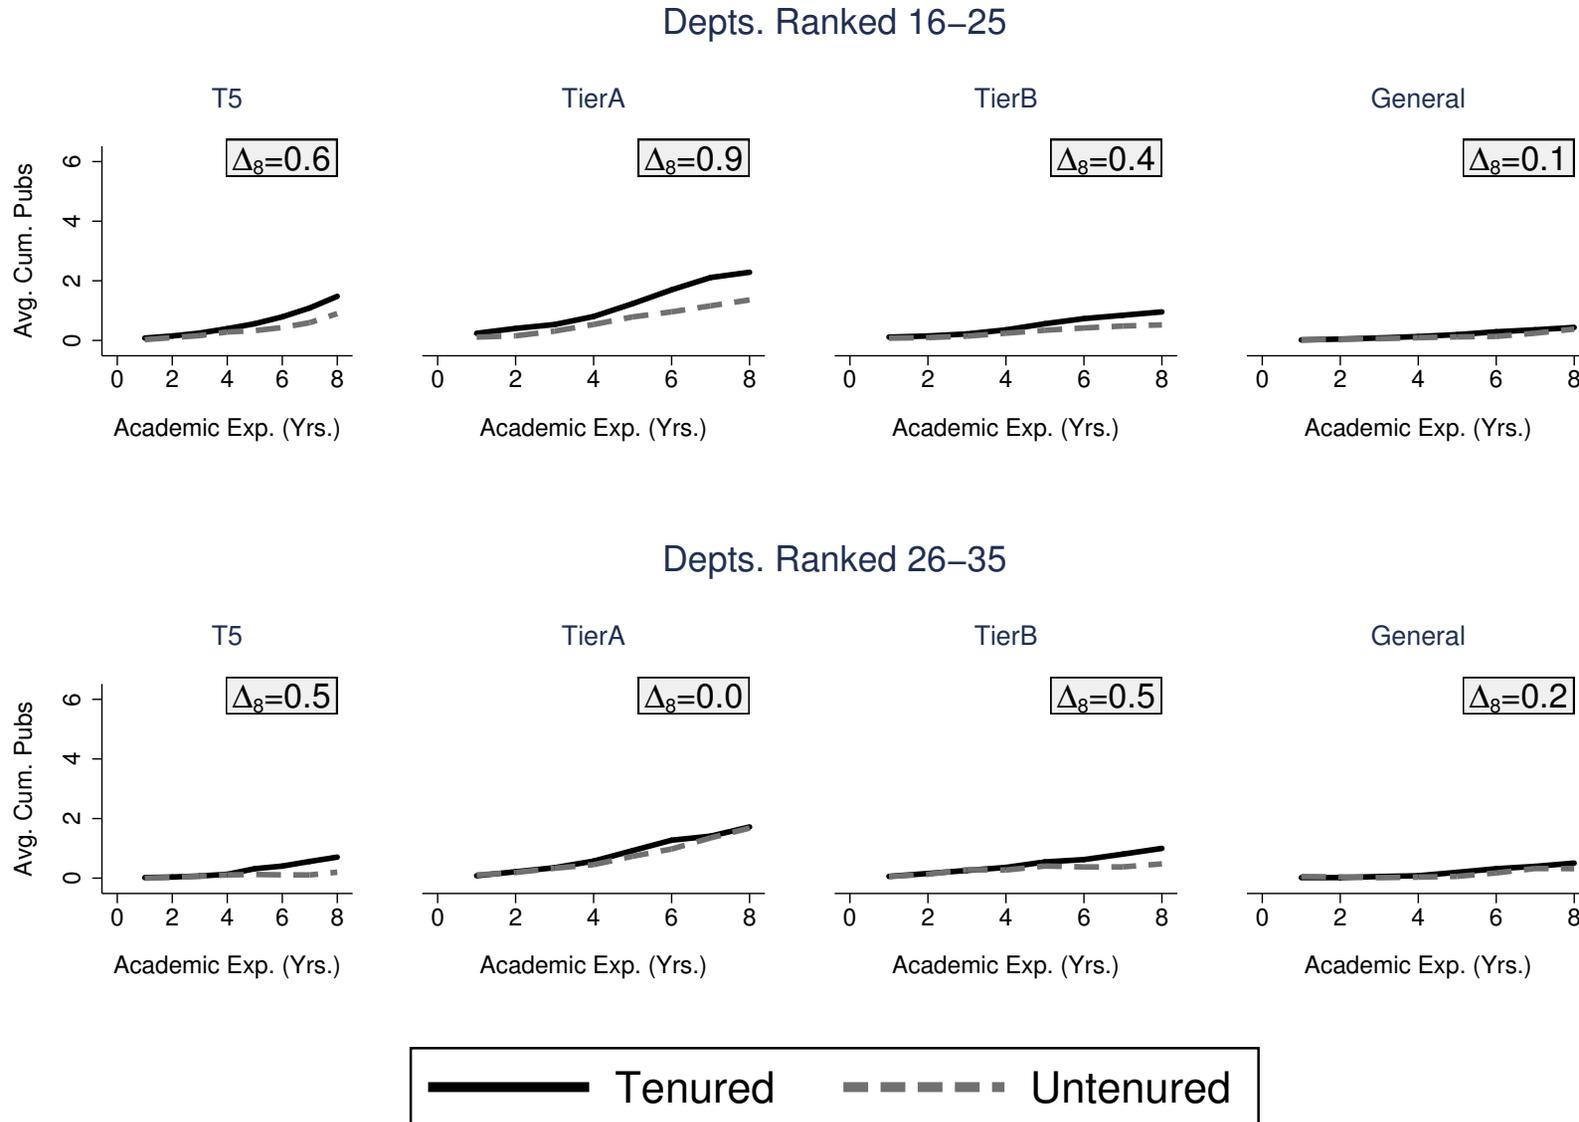 Depts. Ranked 16–25
T5 TierA TierB General
Δ8=0.6 Δ8=0.9 Δ8=0.4 Δ8=0.1
Avg. Cum. Pubs
6
4
2
0
0 2 4 6 8 0 2 4 6 8 0 2 4 6 8 0 2 4 6 8
Academic Exp. (Yrs.) Academic Exp. (Yrs.) Academic Exp. (Yrs.) Academic Exp. (Yrs.)
Depts. Ranked 26–35
T5 TierA TierB General
Δ8=0.5 Δ8=0.0 Δ8=0.5 Δ8=0.2
Avg. Cum. Pubs
6
4
2
0
0 2 4 6 8 0 2 4 6 8 0 2 4 6 8 0 2 4 6 8
Academic Exp. (Yrs.) Academic Exp. (Yrs.) Academic Exp. (Yrs.) Academic Exp. (Yrs.)
Tenured Untenured